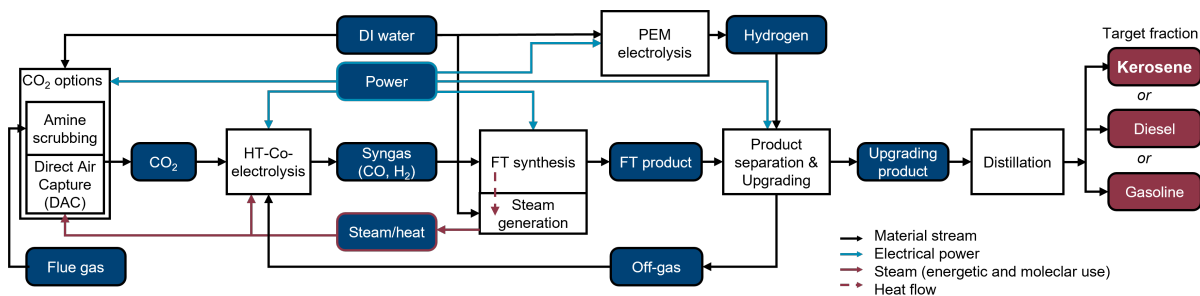 DI water
PEM
electrolysis
Hydrogen
Target fraction
Kerosene
or
Diesel
or
Gasoline
CO₂ options
Power
Amine
scrubbing
Direct Air
Capture
(DAC)
CO₂
HT-Co-
electrolysis
Syngas
(CO, H₂)
FT synthesis
Steam
generation
FT product
Product
separation &
Upgrading
Upgrading
product
Distillation
Steam/heat
Flue gas
Off-gas
Material stream
Electrical power
Steam (energetic and moleclar use)
Heat flow